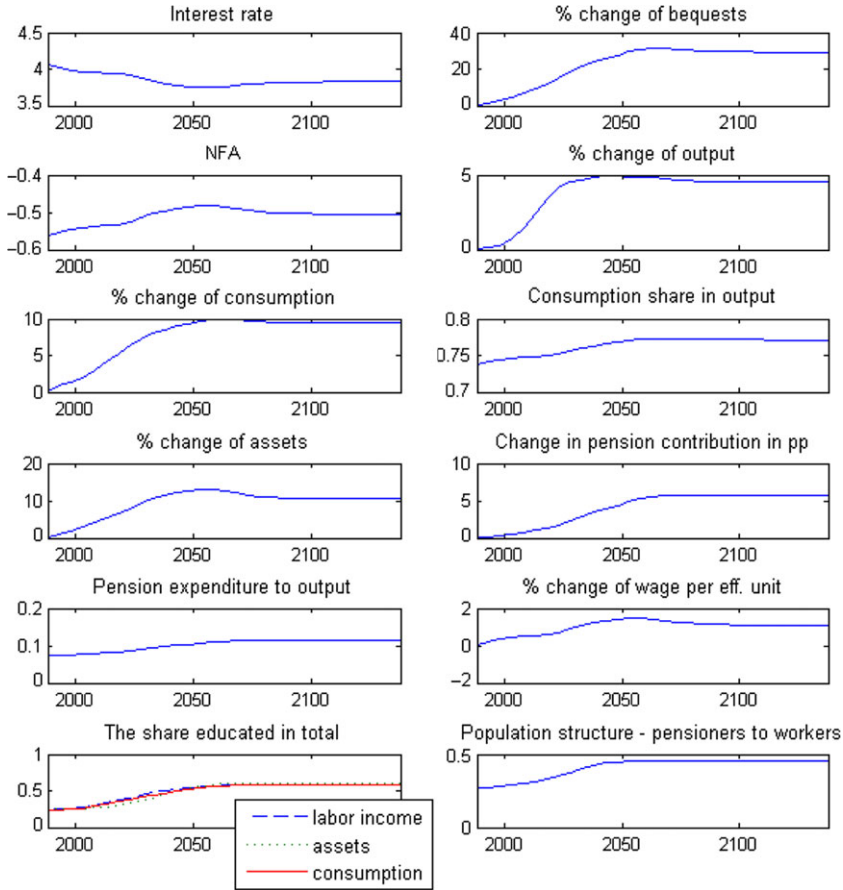 Interest rate
4.5
4
3.5
2000 2050 2100
% change of bequests
40
20
0
2000 2050 2100
NFA
−0.4
−0.5
−0.6
2000 2050 2100
% change of output
5
0
2000 2050 2100
% change of consumption
10
5
0
2000 2050 2100
Consumption share in output
0.8
0.75
0.7
2000 2050 2100
% change of assets
20
10
0
2000 2050 2100
Change in pension contribution in pp
10
5
0
2000 2050 2100
Pension expenditure to output
0.2
0.1
0
2000 2050 2100
% change of wage per eff. unit
2
0
−2
2000 2050 2100
The share educated in total
1
0.5
0
2000 2050
labor income
assets
consumption
Population structure - pensioners to workers
0.5
0
2000 2050 2100